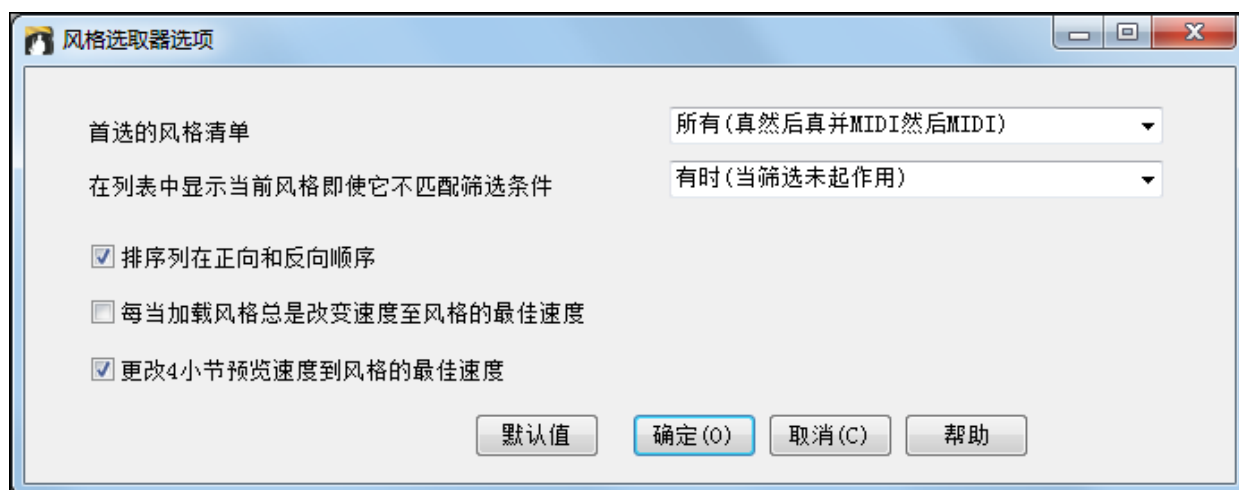 风格选取器选项
首选的风格清单 所有(真然后真并MIDI然后MIDI)
在列表中显示当前风格即使它不匹配筛选条件 有时(当筛选未起作用)
排序列在正向和反向顺序
每当加载风格总是改变速度至风格的最佳速度
更改4小节预览速度到风格的最佳速度
默认值 确定(O) 取消(C) 帮助